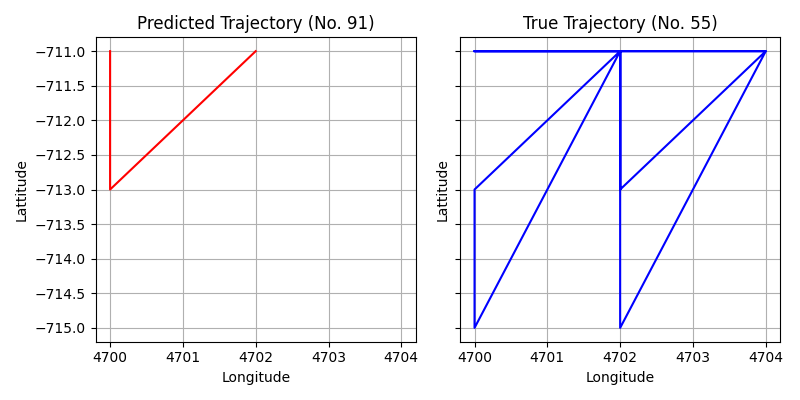 Predicted Trajectory (No. 91)
True Trajectory (No. 55)
Lattitude
−711.0
−711.5
−712.0
−712.5
−713.0
−713.5
−714.0
−714.5
−715.0
4700 4701 4702 4703 4704
Longitude
Lattitude
4700 4701 4702 4703 4704
Longitude